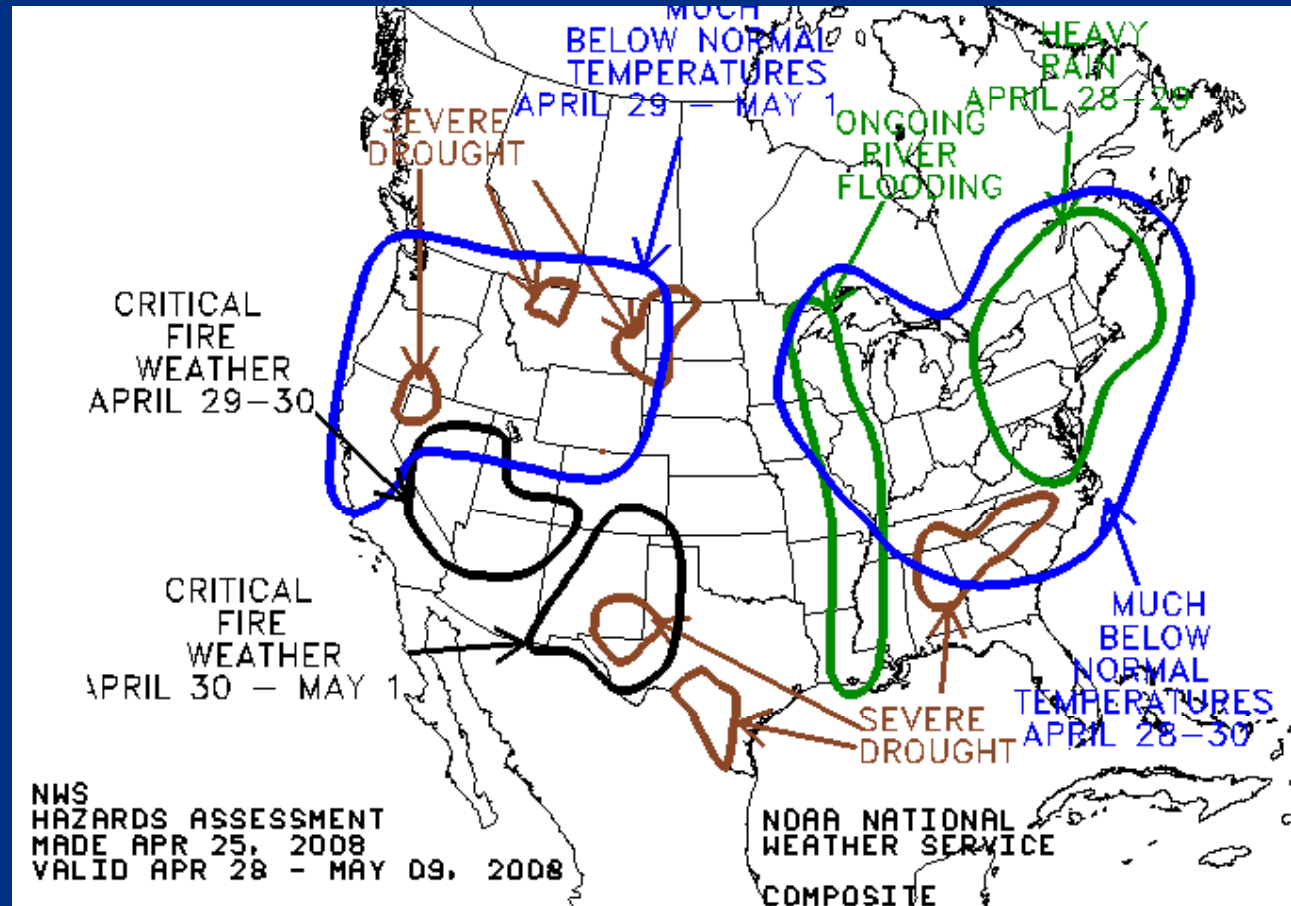 MUCH
BELOW NORMAL
TEMPERATURES
APRIL 29 – MAY 1
HEAVY
RAIN
APRIL 28–29
SEVERE
DROUGHT
ONGOING
RIVER
FLOODING
CRITICAL
FIRE
WEATHER
APRIL 29–30
CRITICAL
FIRE
WEATHER
APRIL 30 – MAY 1
SEVERE
DROUGHT
MUCH
BELOW
NORMAL
TEMPERATURES
APRIL 28–30
NWS
HAZARDS ASSESSMENT
MADE APR 25, 2008
VALID APR 28 - MAY 09, 2008
NOAA NATIONAL
WEATHER SERVICE
COMPOSITE